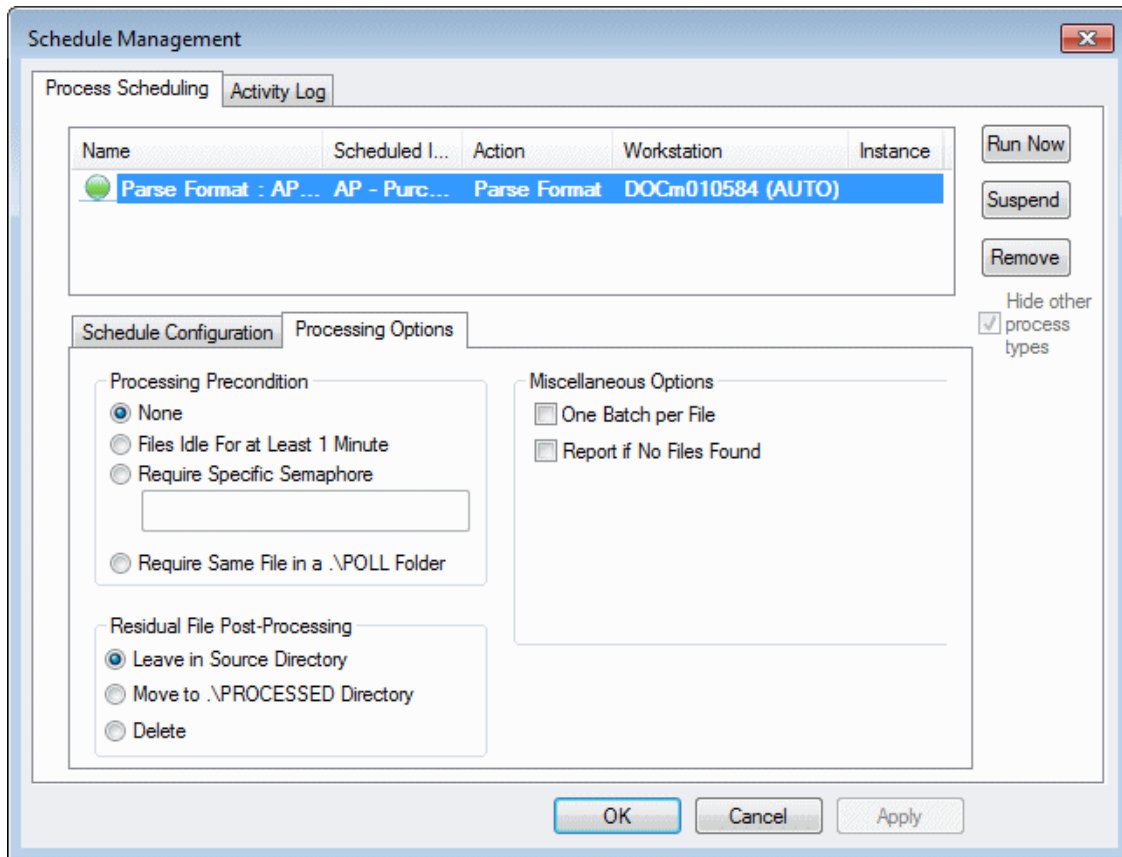 Schedule Management
Process Scheduling Activity Log
Name Scheduled I... Action Workstation Instance
Parse Format : AP... AP - Purc... Parse Format DOCm010584 (AUTO)
Run Now
Suspend
Remove
Hide other
process
types
Schedule Configuration Processing Options
Processing Precondition
None
Files Idle For at Least 1 Minute
Require Specific Semaphore
Require Same File in a .\POLL Folder
Miscellaneous Options
One Batch per File
Report if No Files Found
Residual File Post-Processing
Leave in Source Directory
Move to .\PROCESSED Directory
Delete
OK Cancel Apply